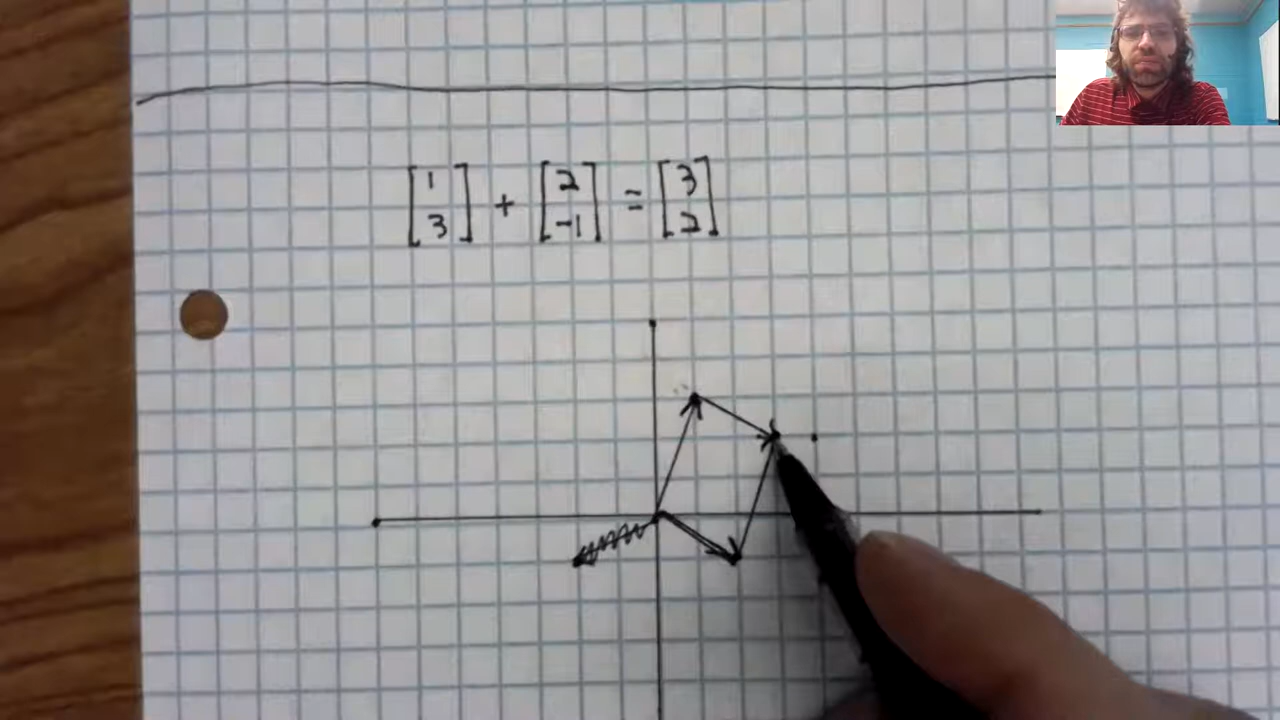 [1 3] + [2 -1] = [3 2]